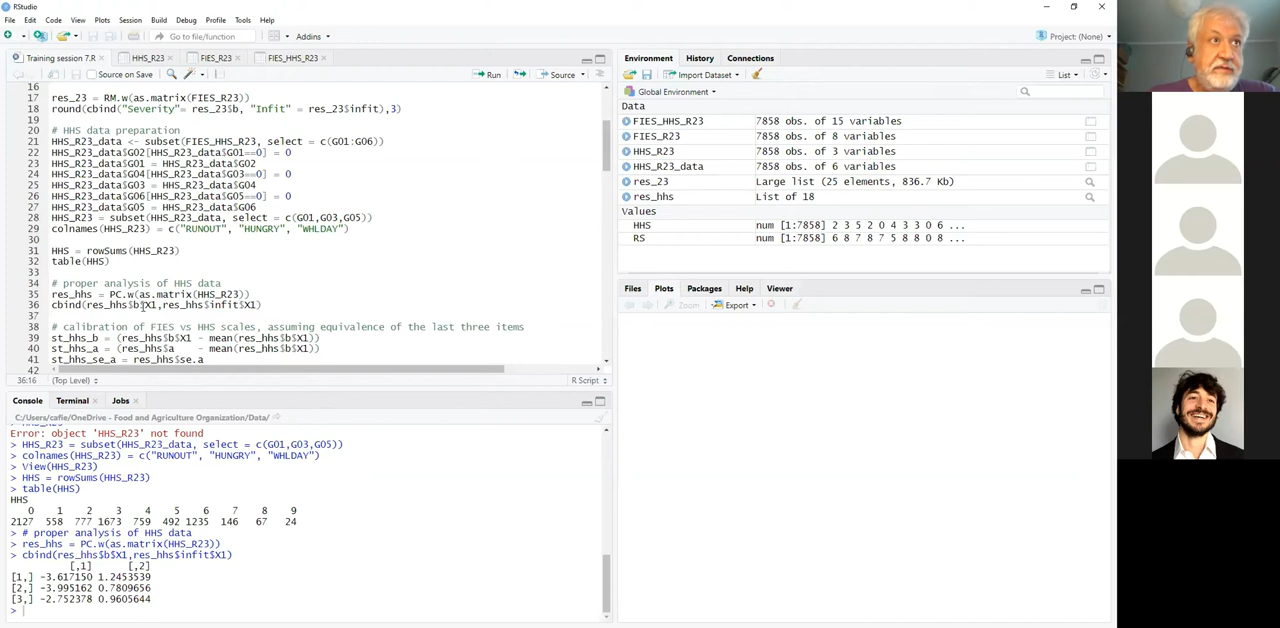 RStudio
File Edit Code View Plots Session Build Debug Profile Tools Help
Go to file/function Addins Project: (None)
Training session 7.R HHS_R23 FIES_R23 FIES_HHS_R23
Source on Save Run Source
16
17 res_23 = RM.w(as.matrix(FIES_R23))
18 round(cbind("Severity"= res_23$b, "Infit" = res_23$infit),3)
19
20 # HHS data preparation
21 HHS_R23_data <- subset(FIES_HHS_R23, select = c(G01:G06))
22 HHS_R23_data$G02[HHS_R23_data$G01==0] = 0
23 HHS_R23_data$G01 = HHS_R23_data$G02
24 HHS_R23_data$G04[HHS_R23_data$G03==0] = 0
25 HHS_R23_data$G03 = HHS_R23_data$G04
26 HHS_R23_data$G06[HHS_R23_data$G05==0] = 0
27 HHS_R23_data$G05 = HHS_R23_data$G06
28 HHS_R23 = subset(HHS_R23_data, select = c(G01,G03,G05))
29 colnames(HHS_R23) = c("RUNOUT", "HUNGRY", "WHLDAY")
30
31 HHS = rowSums(HHS_R23)
32 table(HHS)
33
34 # proper analysis of HHS data
35 res_hhs = PC.w(as.matrix(HHS_R23))
36 cbind(res_hhs$b$X1,res_hhs$infit$X1)
37
38 # calibration of FIES vs HHS scales, assuming equivalence of the last three items
39 st_hhs_b = (res_hhs$b$X1 - mean(res_hhs$b$X1))
40 st_hhs_a = (res_hhs$a - mean(res_hhs$b$X1))
41 st_hhs_se_a = res_hhs$se.a
42
36:16 (Top Level) R Script
Console Terminal Jobs
C:/Users/cafie/OneDrive - Food and Agriculture Organization/Data/
Error: object 'HHS_R23' not found
> HHS_R23 = subset(HHS_R23_data, select = c(G01,G03,G05))
> colnames(HHS_R23) = c("RUNOUT", "HUNGRY", "WHLDAY")
> View(HHS_R23)
> HHS = rowSums(HHS_R23)
> table(HHS)
HHS
0 1 2 3 4 5 6 7 8 9
2127 558 777 1673 759 492 1235 146 67 24
> # proper analysis of HHS data
> res_hhs = PC.w(as.matrix(HHS_R23))
> cbind(res_hhs$b$X1,res_hhs$infit$X1)
[,1] [,2]
[1,] -3.617150 1.2453539
[2,] -3.995162 0.7809656
[3,] -2.752378 0.9605644
>
Environment History Connections
Import Dataset List
Global Environment
Data
FIES_HHS_R23 7858 obs. of 15 variables
FIES_R23 7858 obs. of 8 variables
HHS_R23 7858 obs. of 3 variables
HHS_R23_data 7858 obs. of 6 variables
res_23 Large list (25 elements, 836.7 Kb)
res_hhs List of 18
Values
HHS num [1:7858] 2 3 5 2 0 4 3 3 0 6 ...
RS num [1:7858] 6 8 7 8 7 5 8 8 0 8 ...
Files Plots Packages Help Viewer
Zoom Export